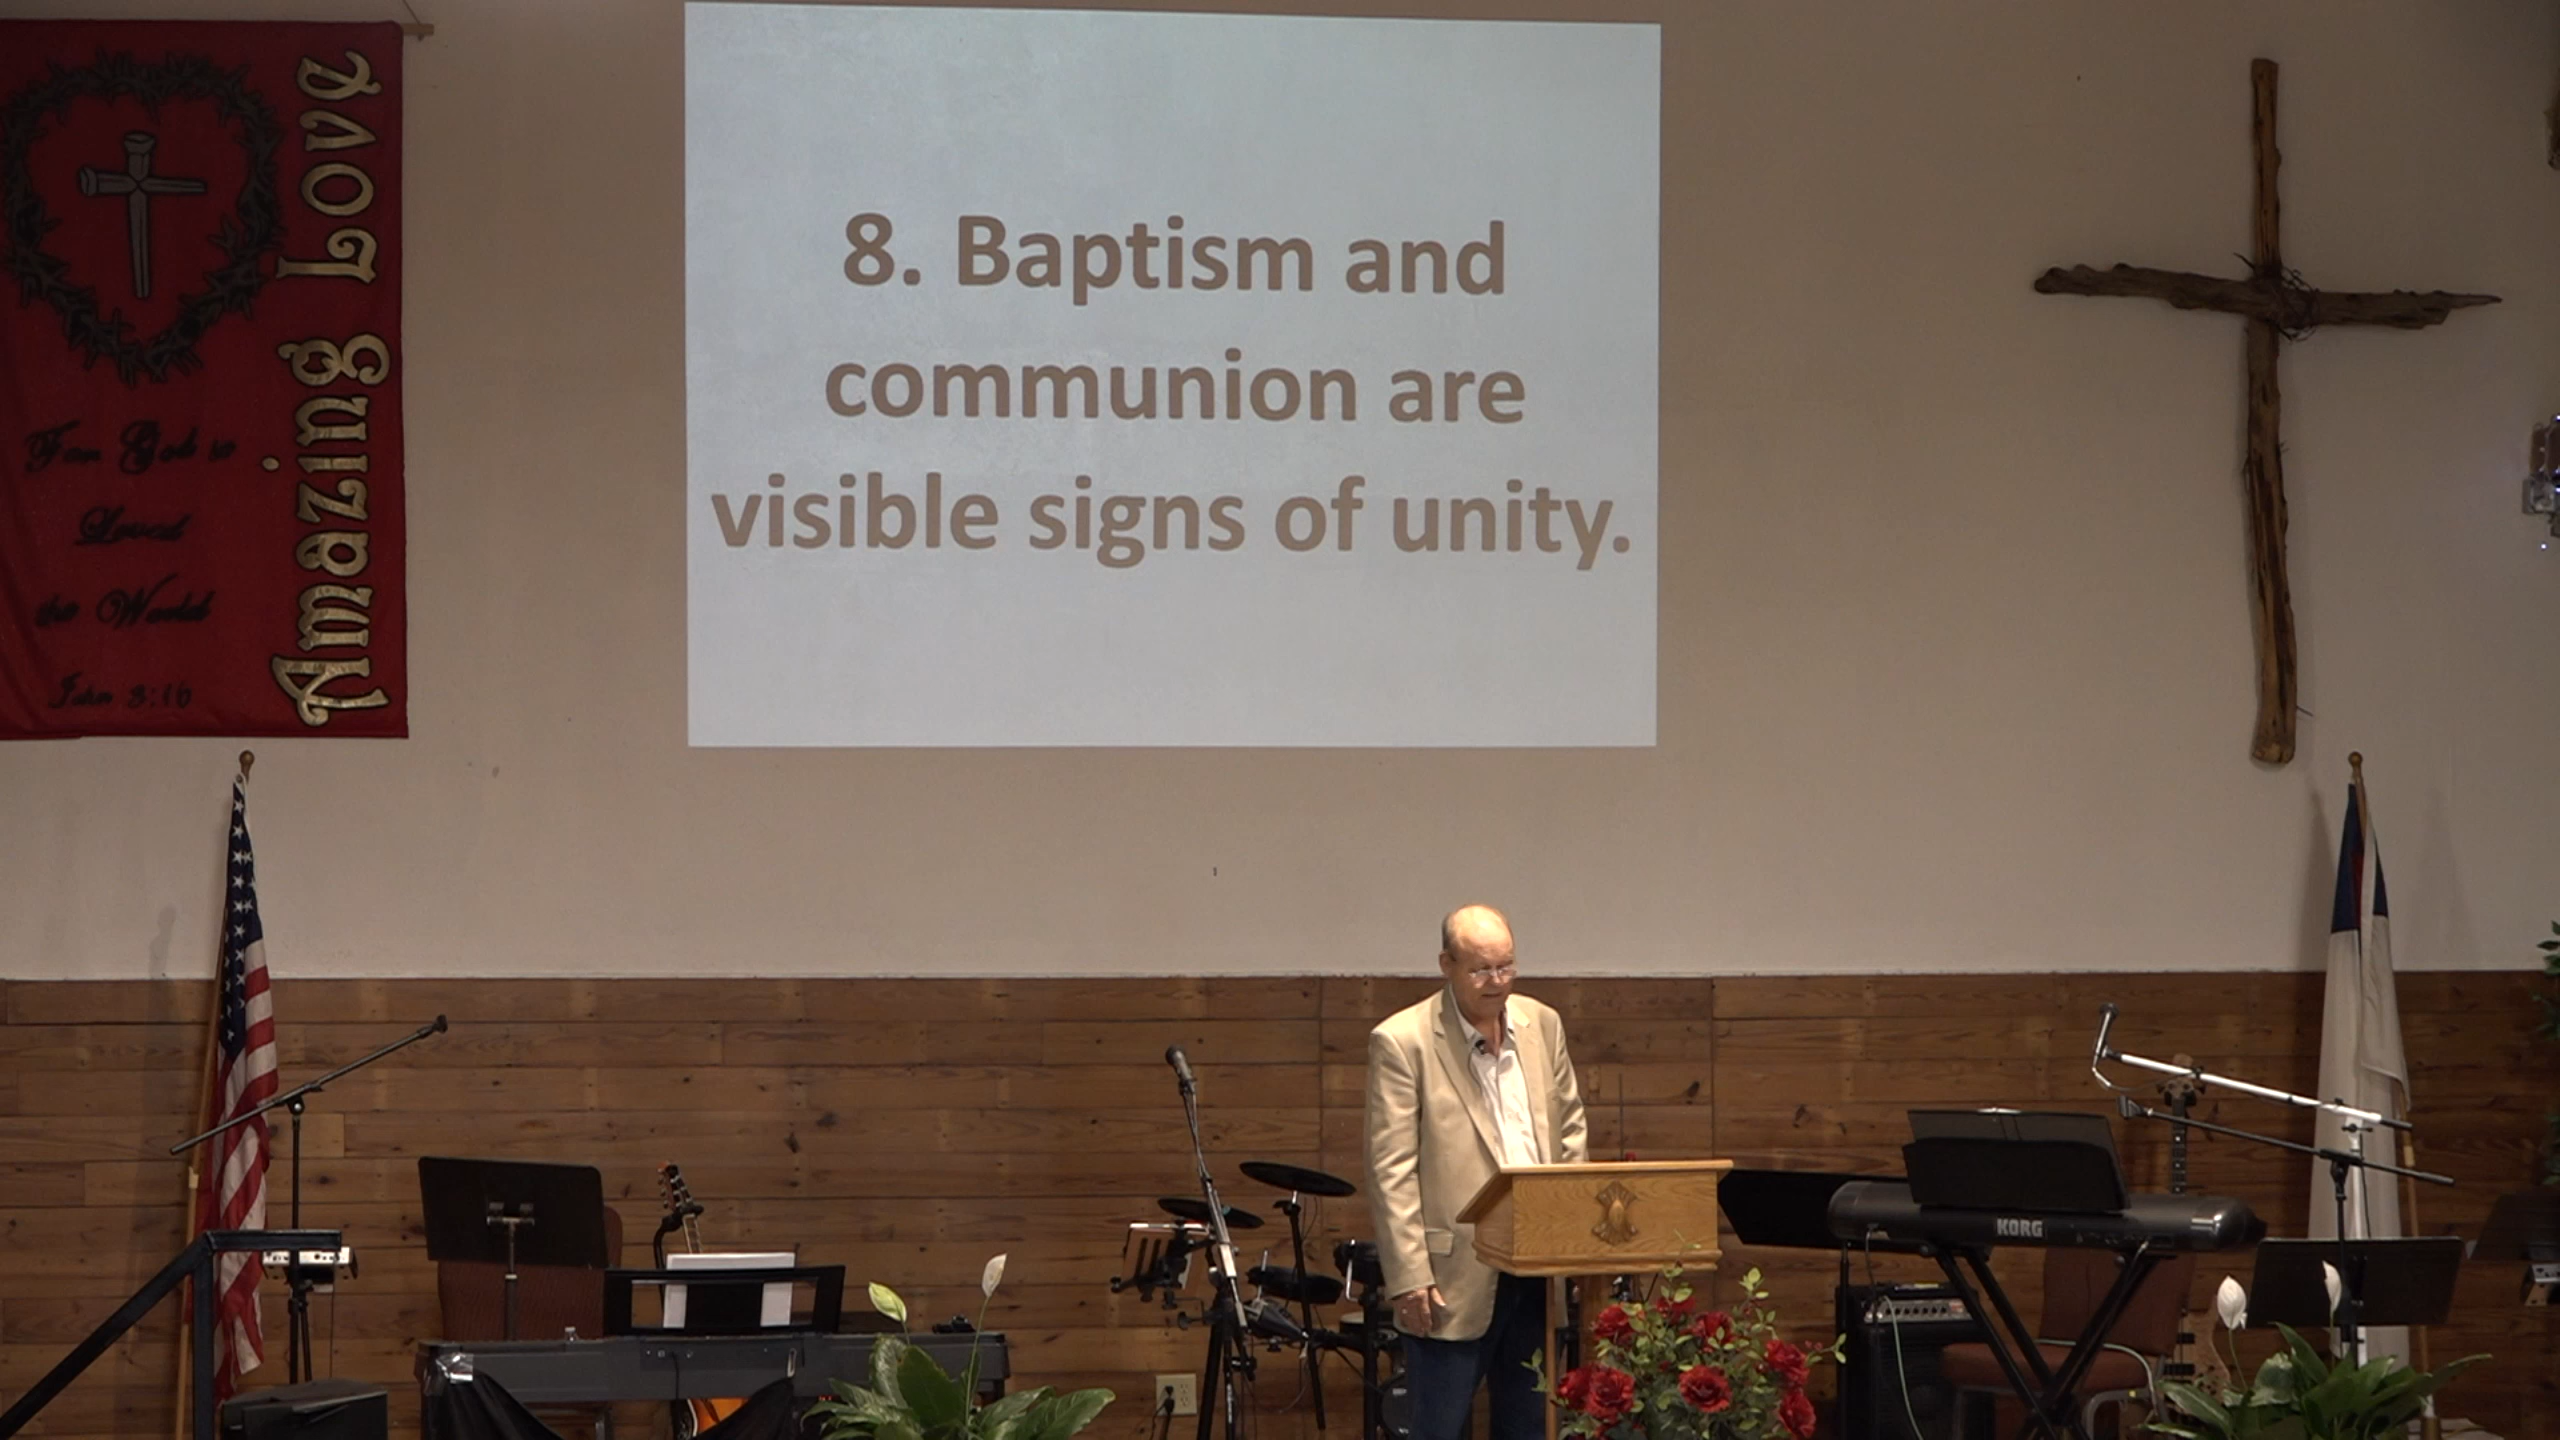 Amazing Love
For God so
Loved
the World
John 3:16
8. Baptism and
communion are
visible signs of unity.
KORG